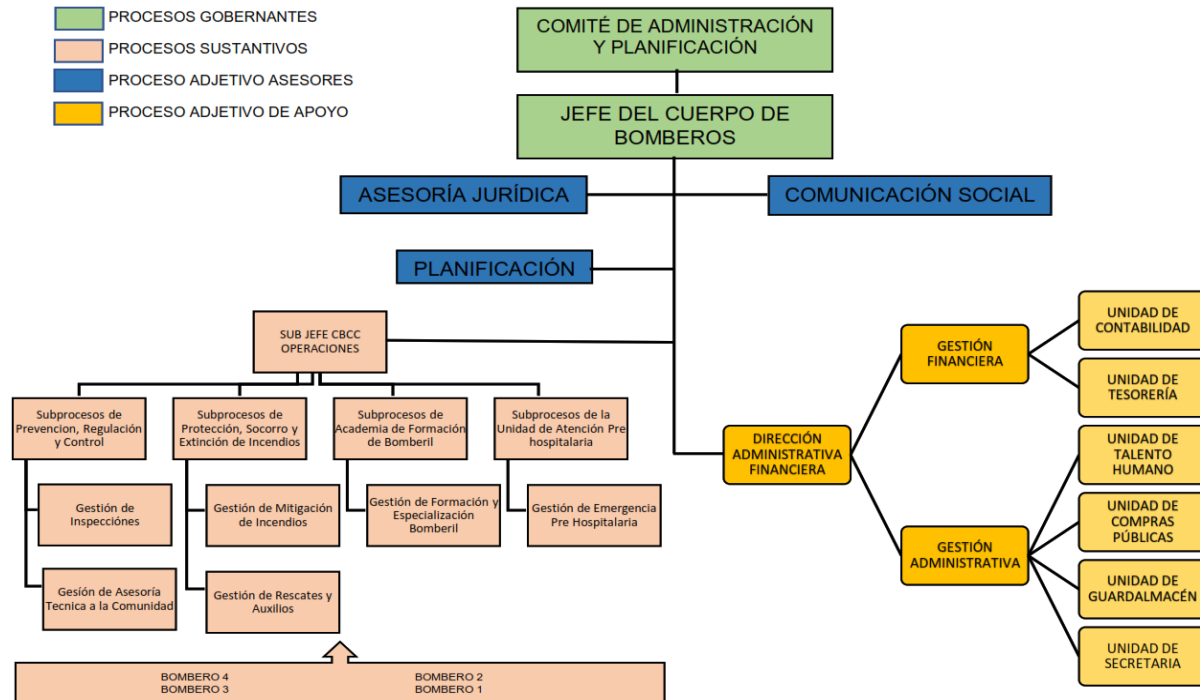 PROCESOS GOBERNANTES
PROCESOS SUSTANTIVOS
PROCESO ADJETIVO ASESORES
PROCESO ADJETIVO DE APOYO
COMITÉ DE ADMINISTRACIÓN
Y PLANIFICACIÓN
JEFE DEL CUERPO DE
BOMBEROS
ASESORÍA JURÍDICA
COMUNICACIÓN SOCIAL
PLANIFICACIÓN
SUB JEFE CBCC
OPERACIONES
Subprocesos de
Prevencion, Regulación
y Control
Subprocesos de
Protección, Socorro y
Extinción de Incendios
Subprocesos de
Academia de Formación
de Bomberil
Subprocesos de la
Unidad de Atención Pre
hospitalaria
Gestión de
Inspecciónes
Gestión de Mitigación
de Incendios
Gestión de Formación y
Especialización
Bomberil
Gestión de Emergencia
Pre Hospitalaria
Gesión de Asesoría
Tecnica a la Comunidad
Gestión de Rescates y
Auxilios
BOMBERO 4
BOMBERO 3
BOMBERO 2
BOMBERO 1
DIRECCIÓN
ADMINISTRATIVA
FINANCIERA
GESTIÓN
FINANCIERA
UNIDAD DE
CONTABILIDAD
UNIDAD DE
TESORERÍA
GESTIÓN
ADMINISTRATIVA
UNIDAD DE
TALENTO
HUMANO
UNIDAD DE
COMPRAS
PÚBLICAS
UNIDAD DE
GUARDALMACÉN
UNIDAD DE
SECRETARIA